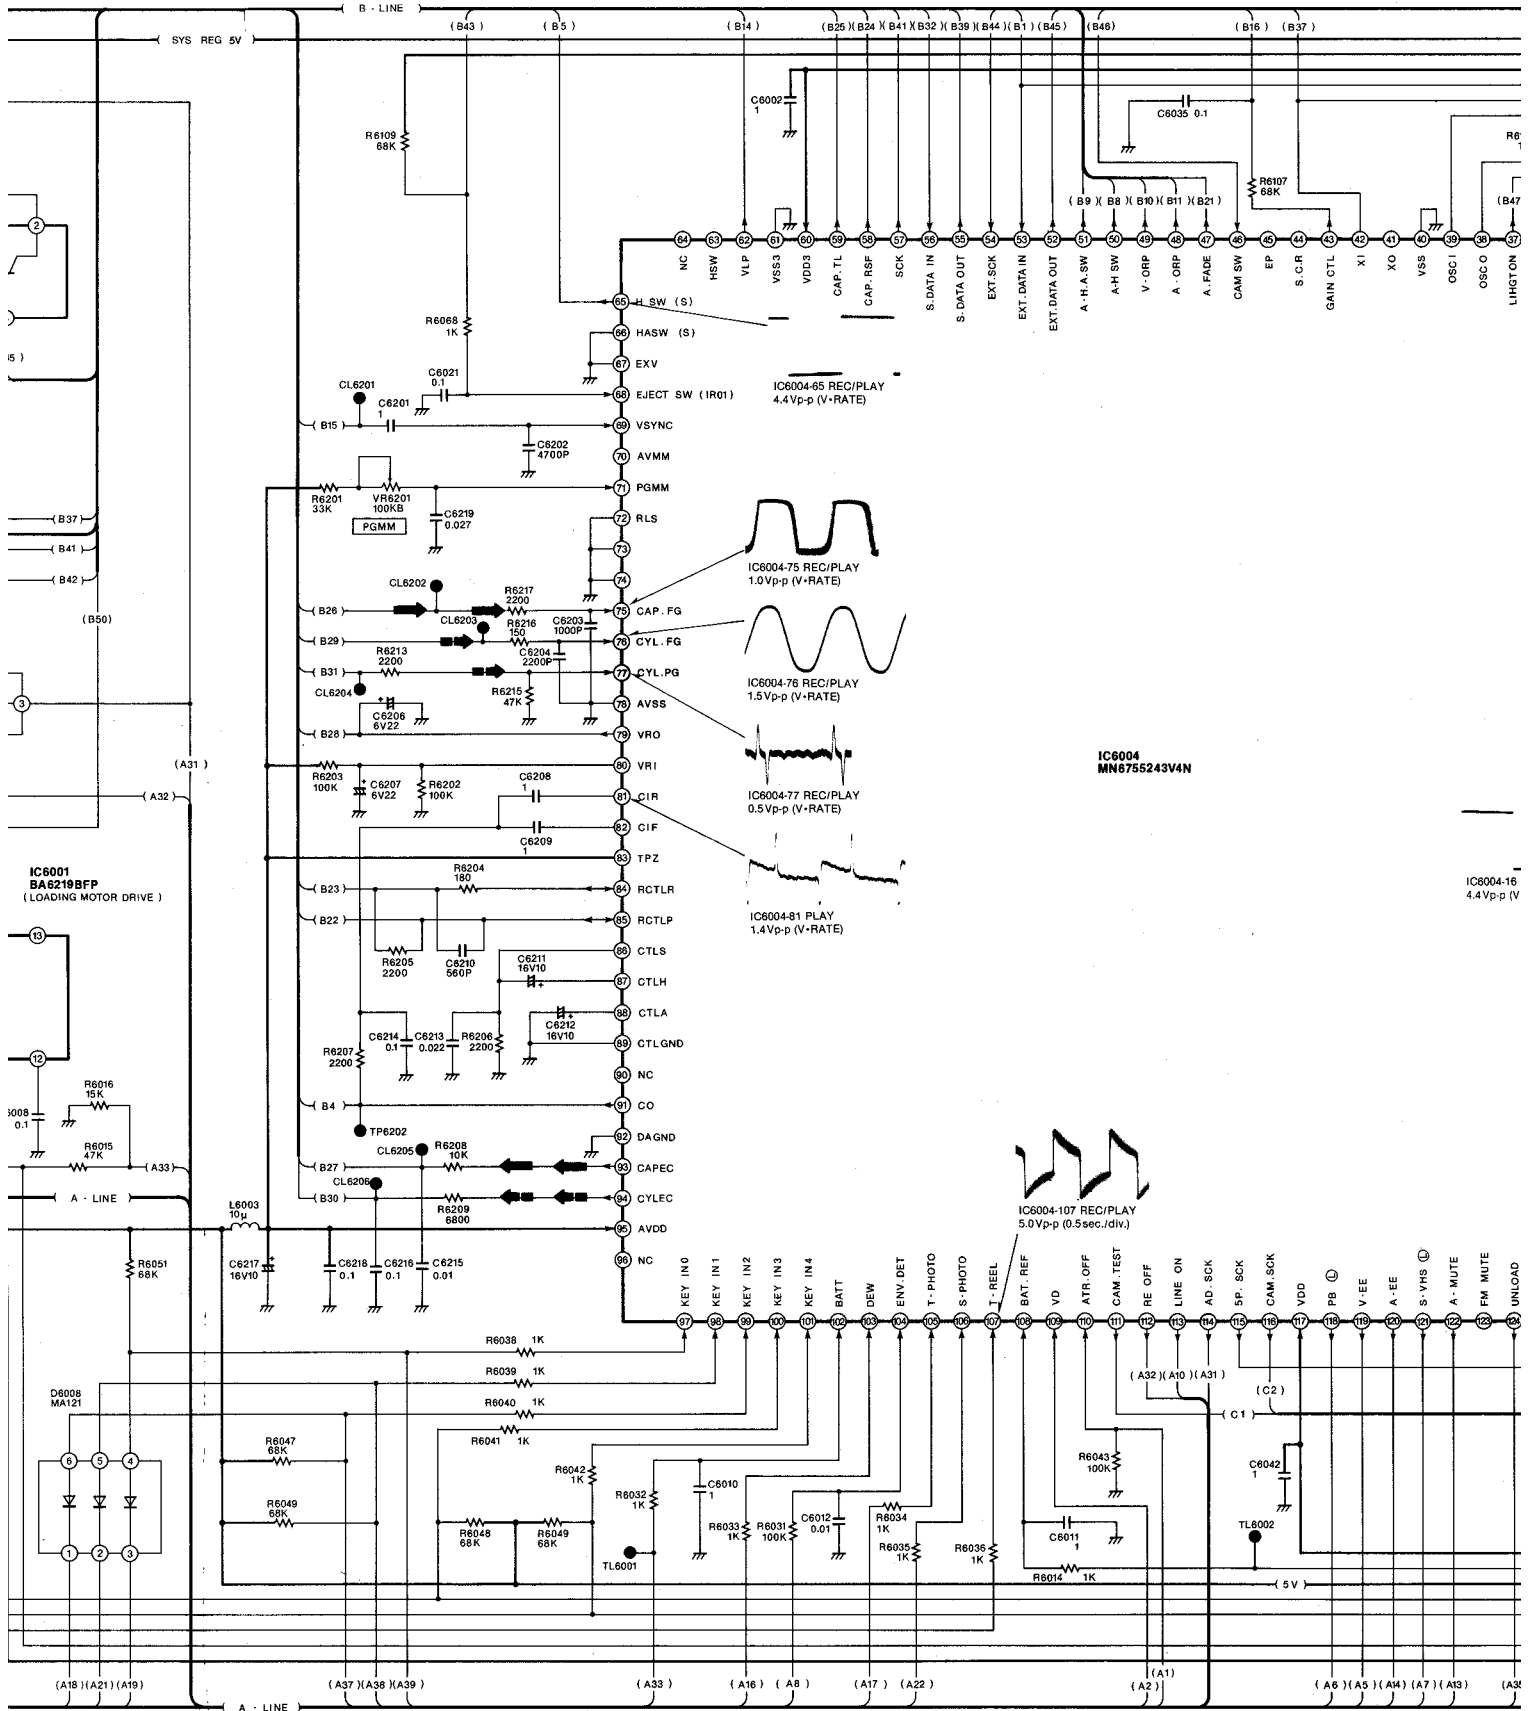 B - LINE
SYS REG 5V
(B43)
(B5)
(B14)
(B25)(B24)(B41)(B32)(B39)(B44)(B1)(B45)
(B46)
(B16)
(B37)
C6002
1
C6035 0.1
R6109
68K
R6107
68K
(B9)(B8)(B10)(B11)(B21)
(B47
2
64 63 62 61 60 59 58 57 56 55 54 53 52 51 50 49 48 47 46 45 44 43 42 41 40 39 38 37
NC
HSW
VLP
VSS3
VDD3
CAP.TL
CAP.RSF
SCK
S.DATA IN
S.DATA OUT
EXT.SCK
EXT.DATA IN
EXT.DATA OUT
A-H.A.SW
A-H SW
V-ORP
A-ORP
A.FADE
CAM SW
EP
S.C.R
GAIN CTL
XI
XO
VSS
OSC I
OSC O
LIHGT ON
65 H.SW (S)
66 HASW (S)
67 EXV
68 EJECT SW (IR01)
69 VSYNC
70 AVMM
71 PGMM
72 RLS
73
74
75 CAP.FG
76 CYL.FG
77 CYL.PG
78 AVSS
79 VRO
80 VRI
81 CIR
82 CIF
83 TPZ
84 RCTLR
85 RCTLP
86 CTLS
87 CTLH
88 CTLA
89 CTLGND
90 NC
91 CO
92 DAGND
93 CAPEC
94 CYLEC
95 AVDD
96 NC
R6068
1K
C6021
0.1
CL6201
C6201
1
(B15)
C6202
4700P
R6201
33K
VR6201
100KB
PGMM
C6219
0.027
(B37)
(B41)
(B42)
(B50)
CL6202
R6217
2200
(B26)
CL6203
R6216
150
C6203
1000P
(B29)
R6213
2200
C6204
2200P
(B31)
CL6204
R6215
47K
C6206
6V22
(B28)
3
(A31)
(A32)
R6203
100K
C6207
6V22
R6202
100K
C6208
1
C6209
1
R6204
180
(B23)
(B22)
R6205
2200
C6210
560P
C6211
16V10
C6212
16V10
R6207
2200
C6214
0.1
C6213
0.022
R6206
2200
(B4)
TP6202
CL6205
R6208
10K
(B27)
CL6206
(B30)
R6209
6800
IC6004-65 REC/PLAY
4.4Vp-p (V•RATE)
IC6004-75 REC/PLAY
1.0Vp-p (V•RATE)
IC6004-76 REC/PLAY
1.5Vp-p (V•RATE)
IC6004-77 REC/PLAY
0.5Vp-p (V•RATE)
IC6004-81 PLAY
1.4Vp-p (V•RATE)
IC6004
MN6755243V4N
IC6004-16
4.4Vp-p (V
IC6004-107 REC/PLAY
5.0Vp-p (0.5sec./div.)
IC6001
BA6219BFP
(LOADING MOTOR DRIVE)
13
12
6008
0.1
R6016
15K
R6015
47K
(A33)
A - LINE
L6003
10μ
R6051
68K
C6217
16V10
C6218
0.1
C6216
0.1
C6215
0.01
KEY IN0
KEY IN1
KEY IN2
KEY IN3
KEY IN4
BATT
DEW
ENV.DET
T-PHOTO
S-PHOTO
T-REEL
BAT.REF
VD
ATR.OFF
CAM.TEST
RE OFF
LINE ON
AD.SCK
5P.SCK
CAM.SCK
VDD
PB (L)
V-EE
A-EE
S-VHS (L)
A-MUTE
FM MUTE
UNLOAD
97 98 99 100 101 102 103 104 105 106 107 108 109 110 111 112 113 114 115 116 117 118 119 120 121 122 123 124
R6038 1K
R6039 1K
R6040 1K
R6041 1K
(A32)(A10)(A31)
(C2)
(C1)
D6008
MA121
6 5 4
1 2 3
R6047
68K
R6049
68K
R6042
1K
R6048
68K
R6049
68K
R6032
1K
TL6001
C6010
1
R6033
1K
R6031
100K
C6012
0.01
R6034
1K
R6035
1K
R6036
1K
C6011
1
R6014 1K
R6043
100K
C6042
1
TL6002
(5V)
(A18)(A21)(A19)
(A37)(A38)(A39)
(A33)
(A16)
(A8)
(A17)
(A22)
(A2)
(A1)
(A6)(A5)(A14)(A7)(A13)
(A35
A - LINE